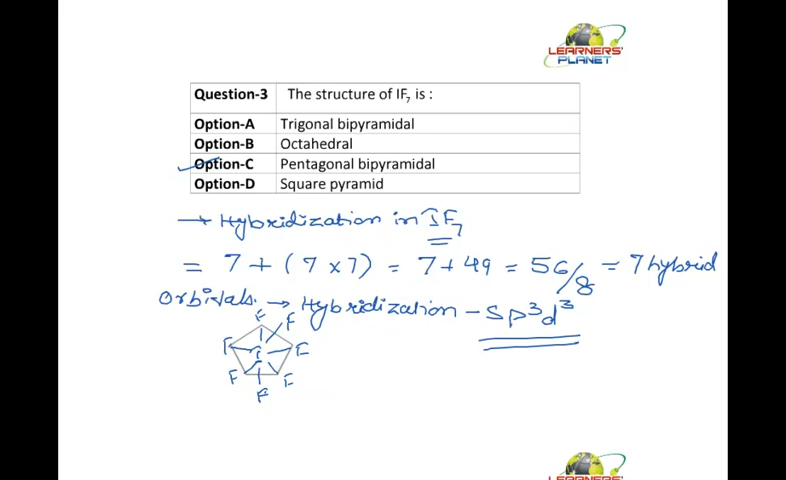 LEARNERS'
PLANET
Question-3 The structure of IF₇ is :
Option-A Trigonal bipyramidal
Option-B Octahedral
Option-C Pentagonal bipyramidal
Option-D Square pyramid
→ Hybridization in IF₇
= 7 + (7 × 7) = 7 + 49 = 56/8 = 7 hybrid
orbitals. → Hybridization - sp³d³
F F
F I F
F F
F
LEARNERS'